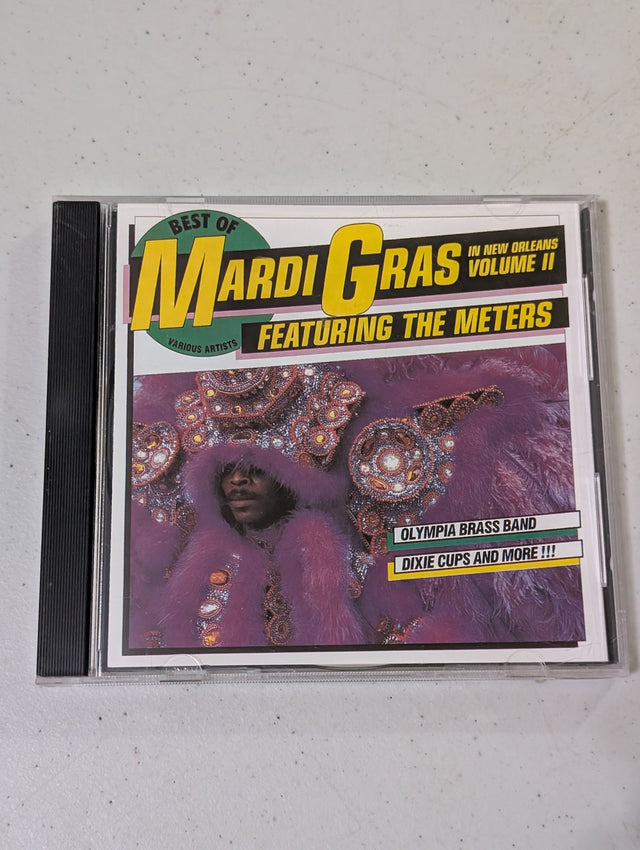 BEST OF
MARDI GRAS
IN NEW ORLEANS
VOLUME II
VARIOUS ARTISTS
FEATURING THE METERS
OLYMPIA BRASS BAND
DIXIE CUPS AND MORE !!!